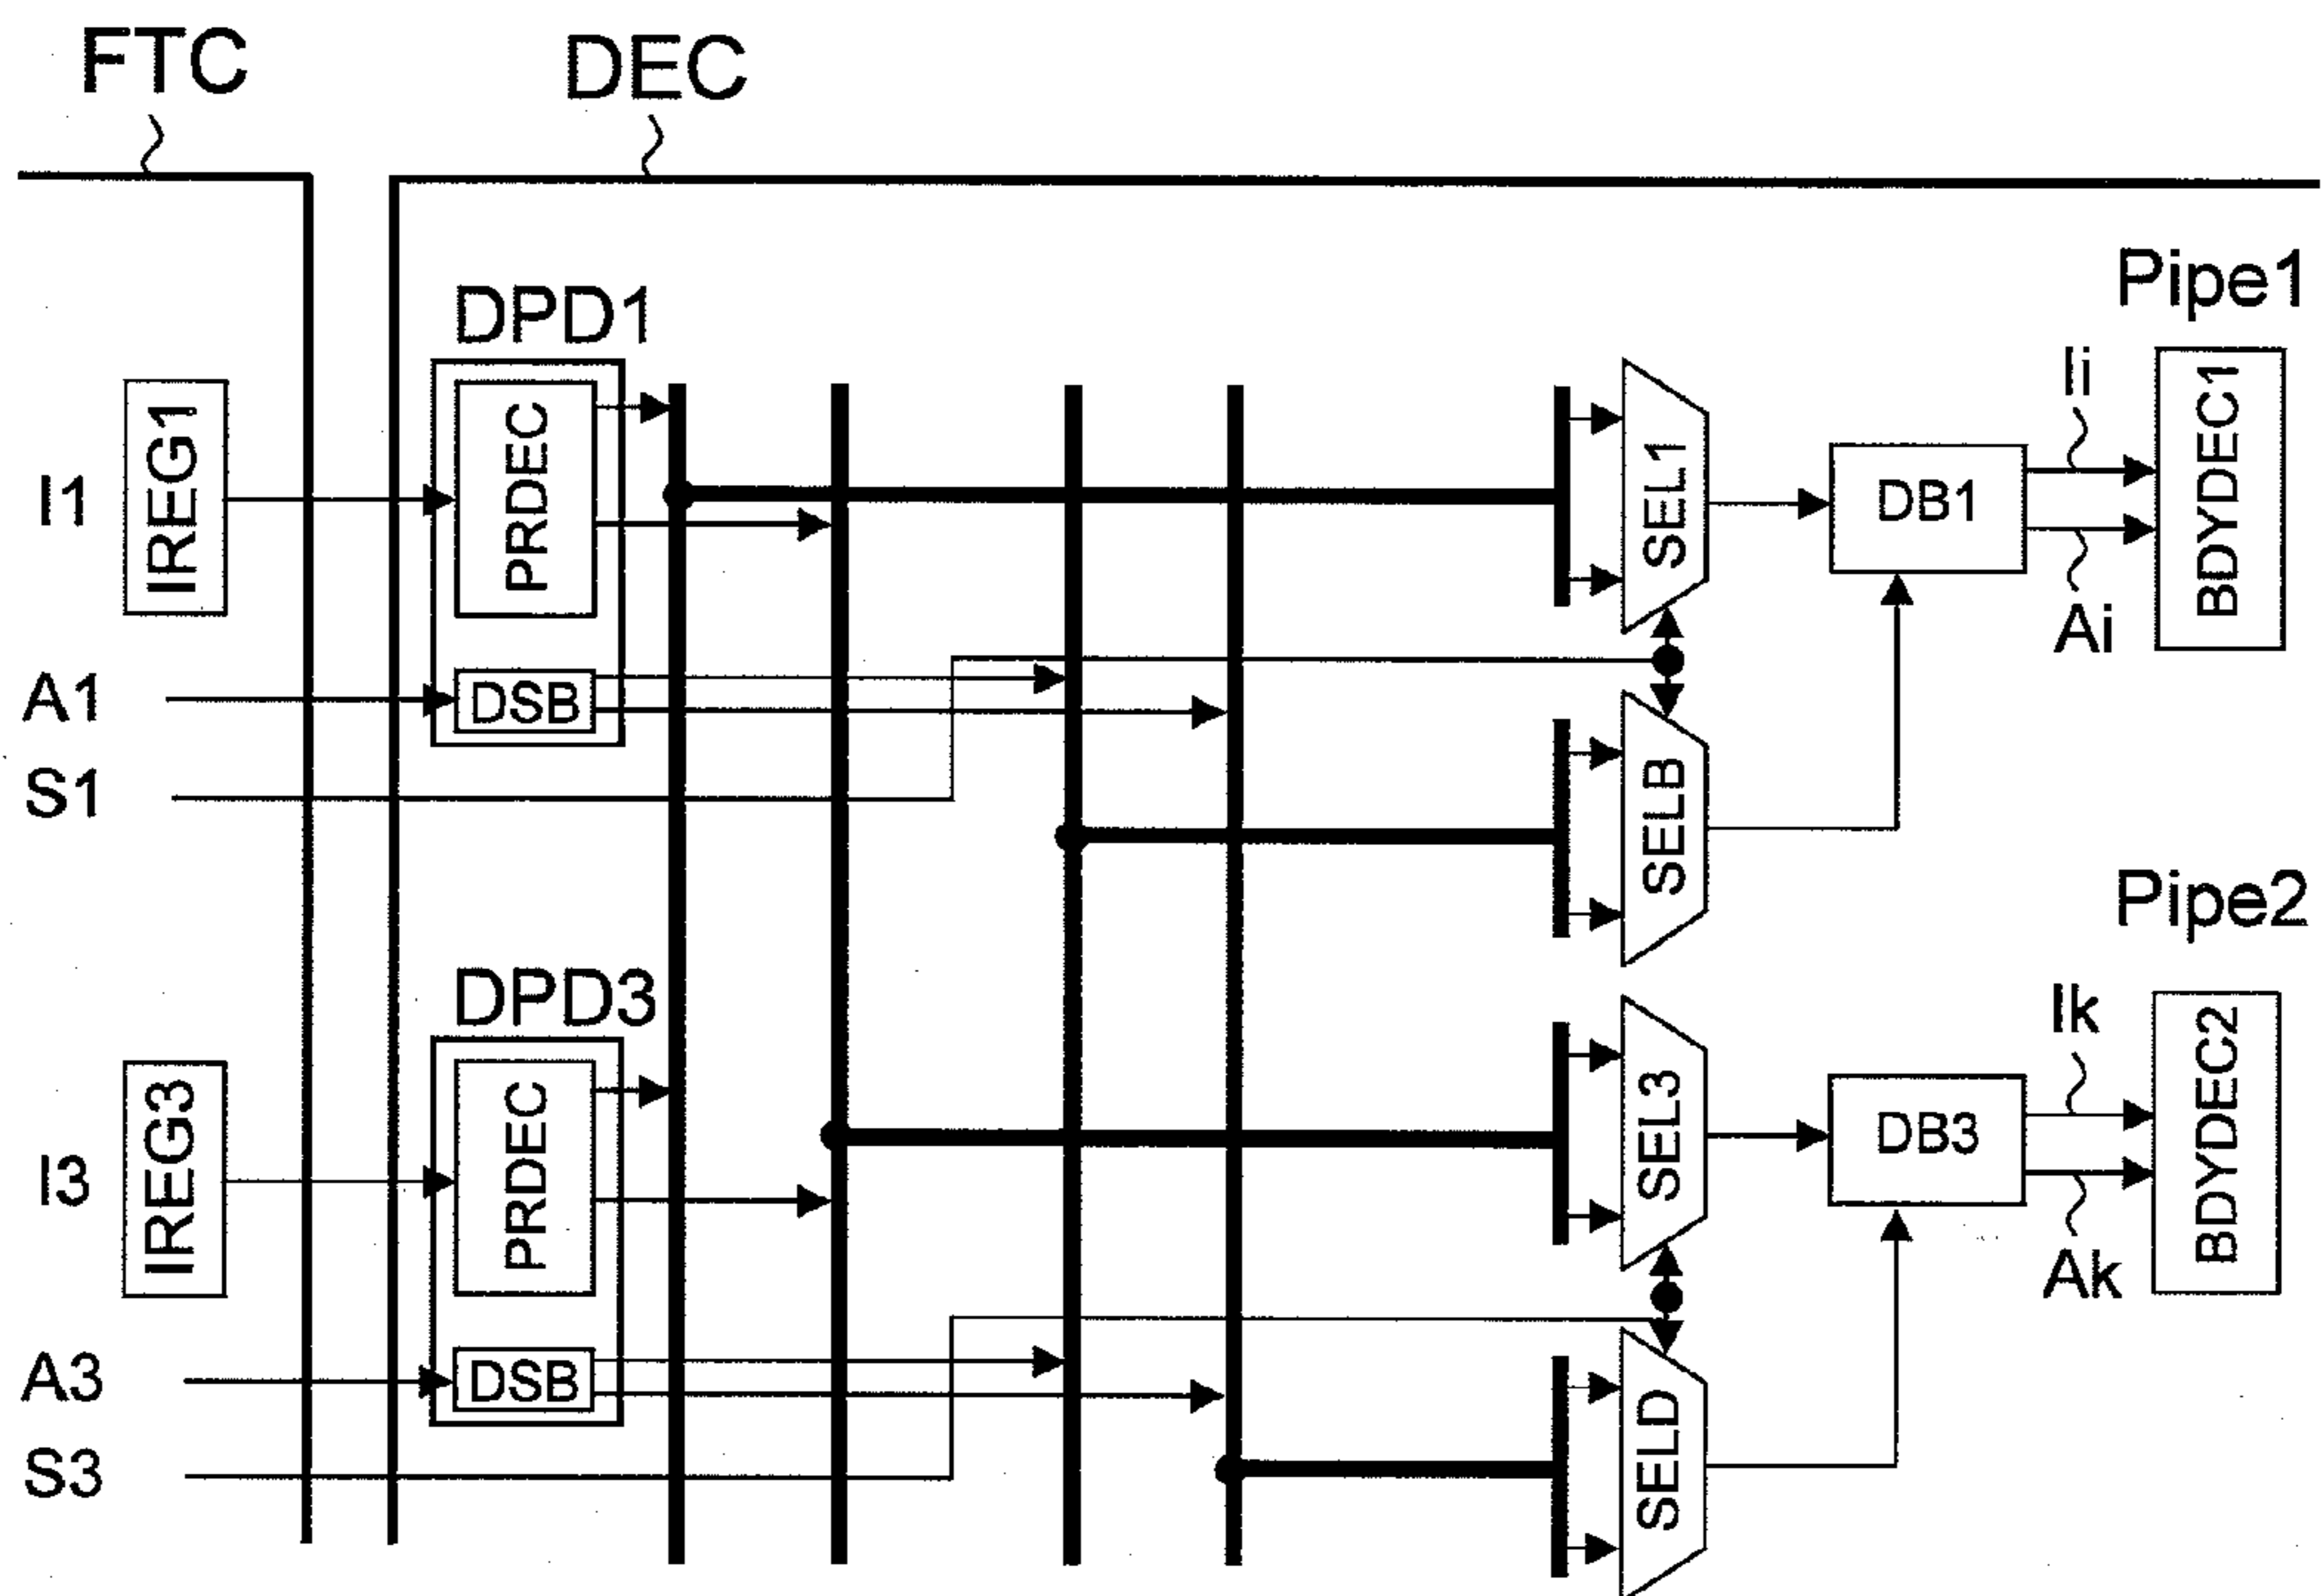 FTC
DEC
Pipe1
DPD1
I1
IREG1
PRDEC
SEL1
DB1
Ii
Ai
BDYDEC1
A1
DSB
S1
SELB
Pipe2
DPD3
I3
IREG3
PRDEC
SEL3
DB3
Ik
Ak
BDYDEC2
A3
DSB
S3
SELD